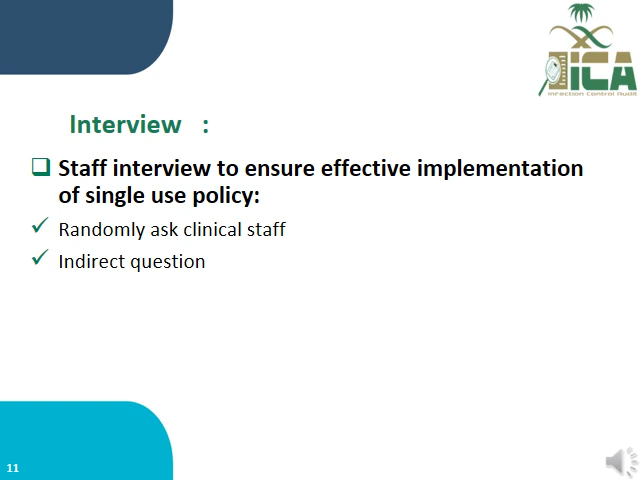 iCA
Infection Control Audit
Interview :
Staff interview to ensure effective implementation
of single use policy:
Randomly ask clinical staff
Indirect question
11